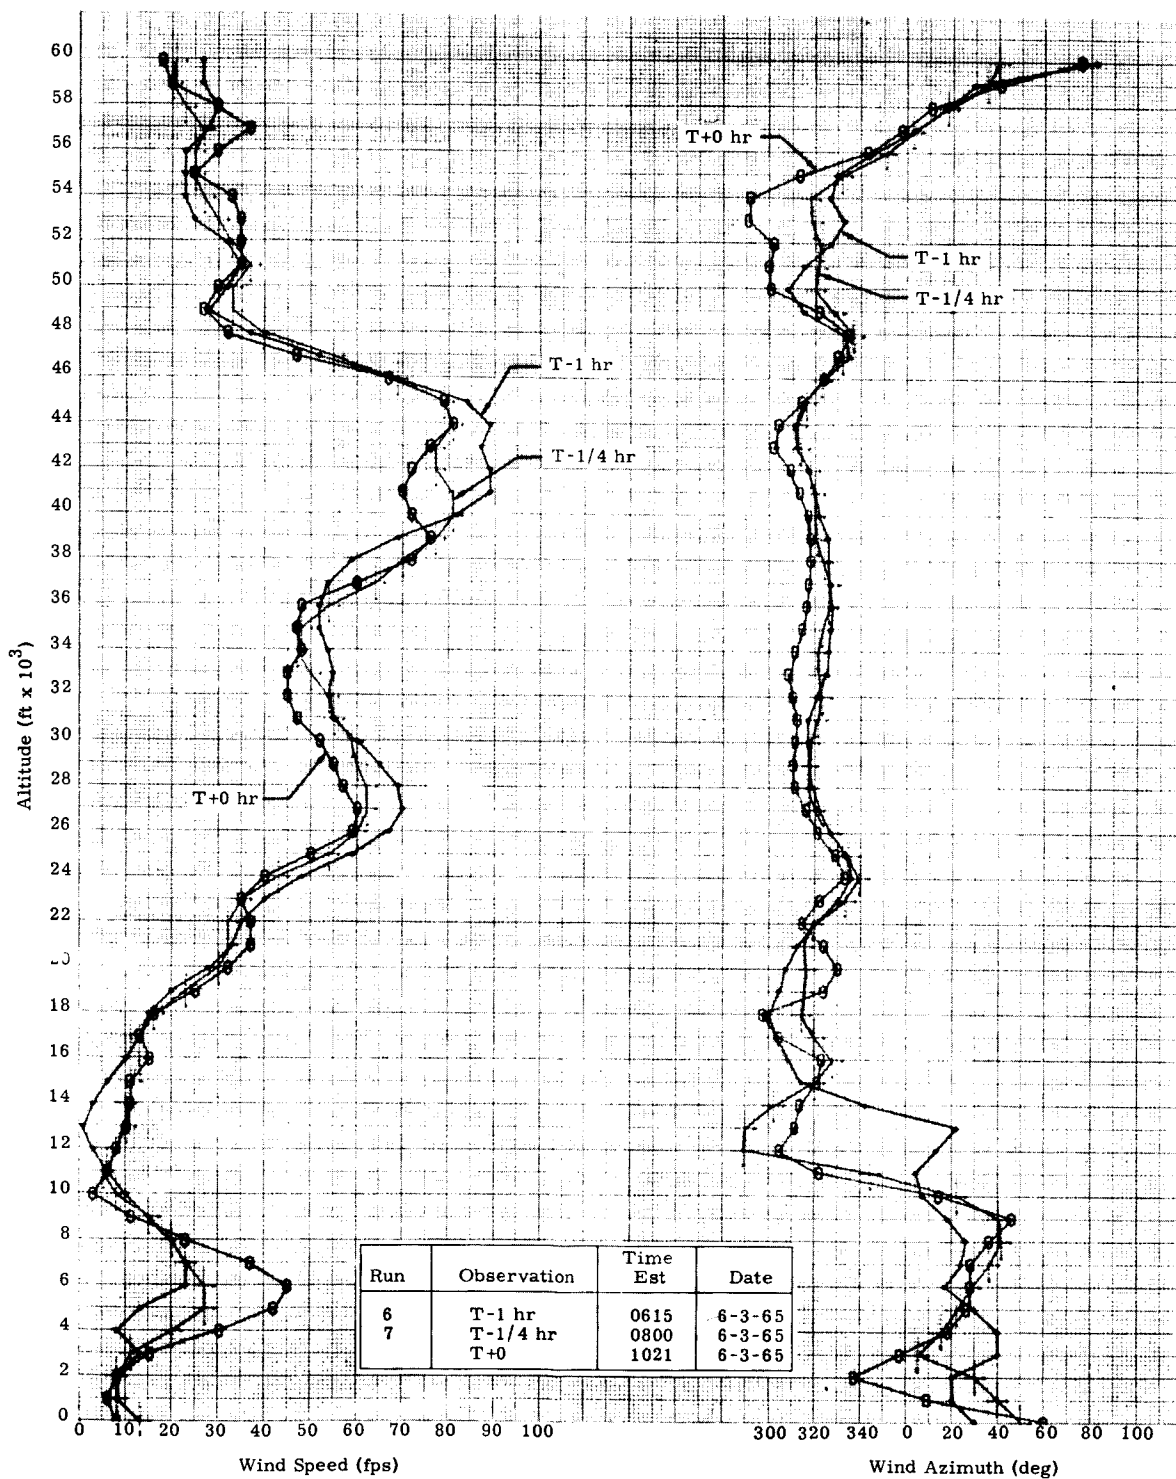 60
58
56
54
52
50
48
46
44
42
40
38
36
34
32
30
28
26
24
22
20
18
16
14
12
10
8
6
4
2
0
Altitude (ft x 10³)
T+0 hr
T-1 hr
T-1/4 hr
T-1 hr
T-1/4 hr
T+0 hr
Run Observation Time Est Date
6 T-1 hr 0615 6-3-65
7 T-1/4 hr 0800 6-3-65
T+0 1021 6-3-65
0 10 20 30 40 50 60 70 80 90 100
300 320 340 0 20 40 60 80 100
Wind Speed (fps)
Wind Azimuth (deg)